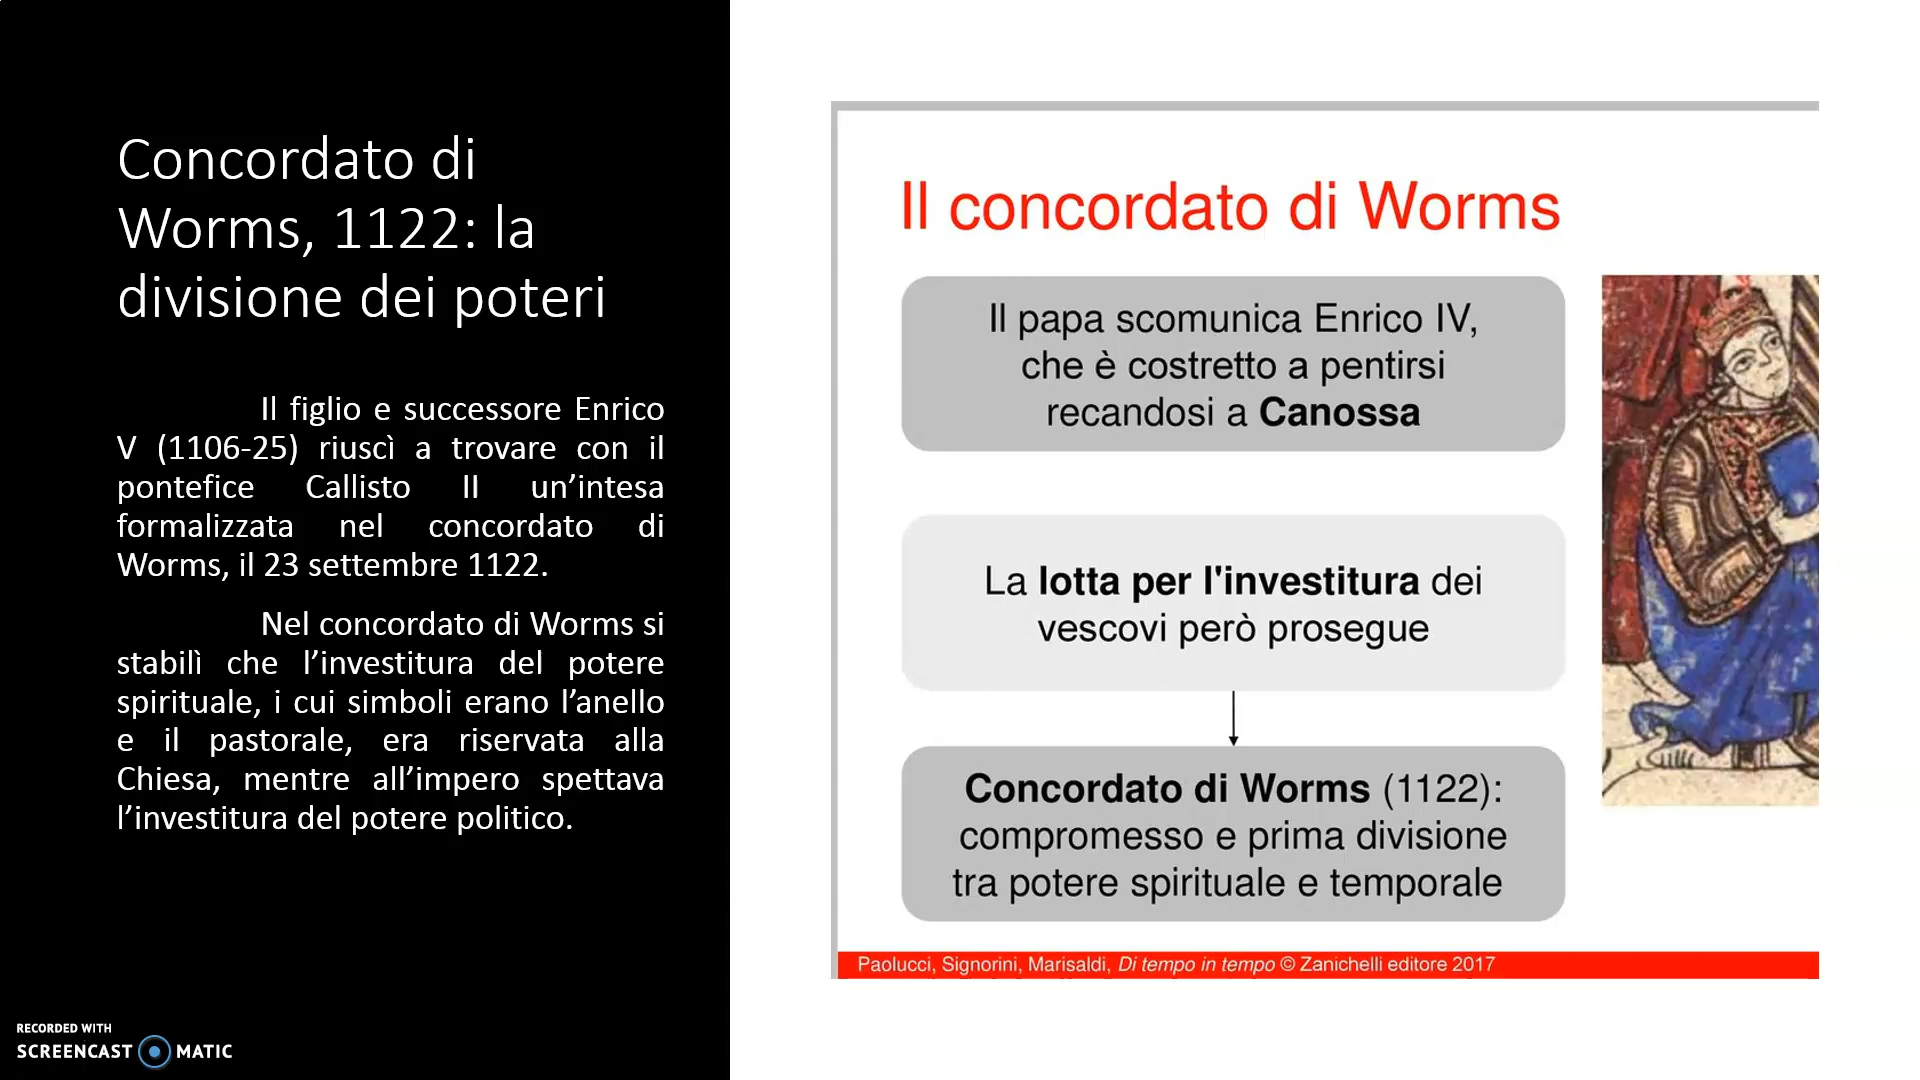 Concordato di
Worms, 1122: la
divisione dei poteri
Il figlio e successore Enrico
V (1106-25) riuscì a trovare con il
pontefice Callisto II un’intesa
formalizzata nel concordato di
Worms, il 23 settembre 1122.
Nel concordato di Worms si
stabilì che l’investitura del potere
spirituale, i cui simboli erano l’anello
e il pastorale, era riservata alla
Chiesa, mentre all’impero spettava
l’investitura del potere politico.
Il concordato di Worms
Il papa scomunica Enrico IV,
che è costretto a pentirsi
recandosi a Canossa
La lotta per l'investitura dei
vescovi però prosegue
Concordato di Worms (1122):
compromesso e prima divisione
tra potere spirituale e temporale
Paolucci, Signorini, Marisaldi, Di tempo in tempo © Zanichelli editore 2017
RECORDED WITH
SCREENCAST MATIC